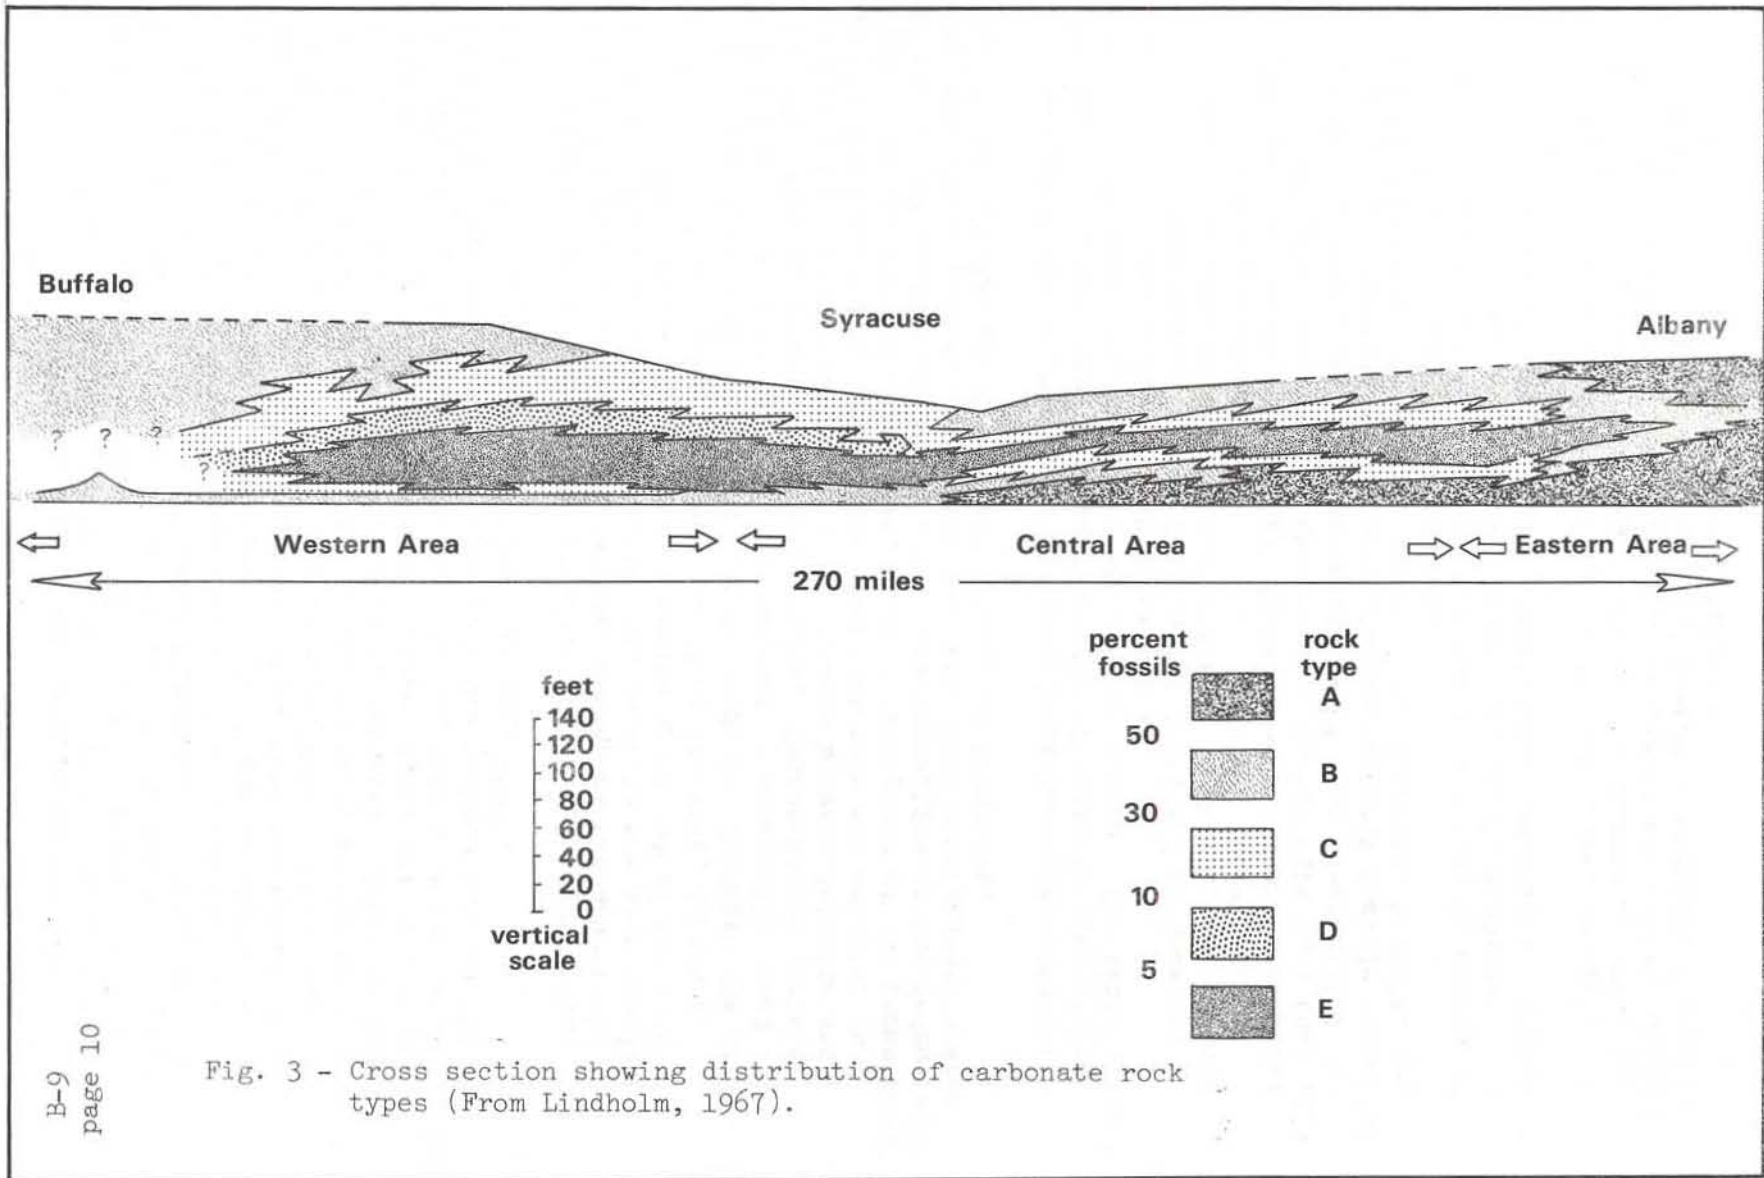 Buffalo
Syracuse
Albany
? ? ?
?
Western Area
Central Area
Eastern Area
270 miles
percent fossils
rock type
A
50
B
30
C
10
D
5
E
feet
140
120
100
80
60
40
20
0
vertical
scale
B-9
page 10
Fig. 3 - Cross section showing distribution of carbonate rock
types (From Lindholm, 1967).